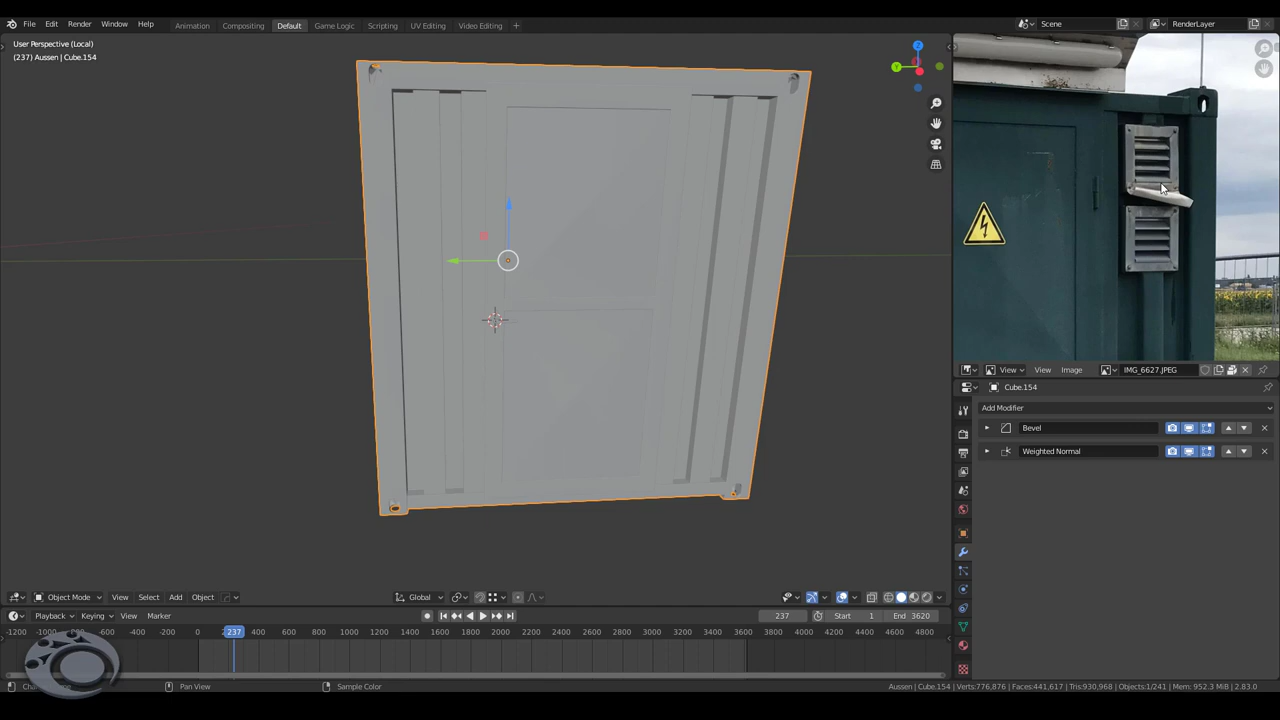 File Edit Render Window Help Animation Compositing Default Game Logic Scripting UV Editing Video Editing + Scene RenderLayer
User Perspective (Local)
(237) Aussen | Cube.154
Z
Y
View View Image IMG_6627.JPEG
Cube.154
Add Modifier
Bevel
Weighted Normal
Object Mode View Select Add Object Global
Playback Keying View Marker 237 Start 1 End 3620
-1200 -1000 -800 -600 -400 -200 0 237 400 600 800 1000 1200 1400 1600 1800 2000 2200 2400 2600 2800 3000 3200 3400 3600 3800 4000 4200 4400 4600 4800
Pan View Sample Color Aussen | Cube.154 | Verts:776,876 | Faces:441,617 | Tris:930,968 | Objects:1/241 | Mem: 952.3 MiB | 2.83.0